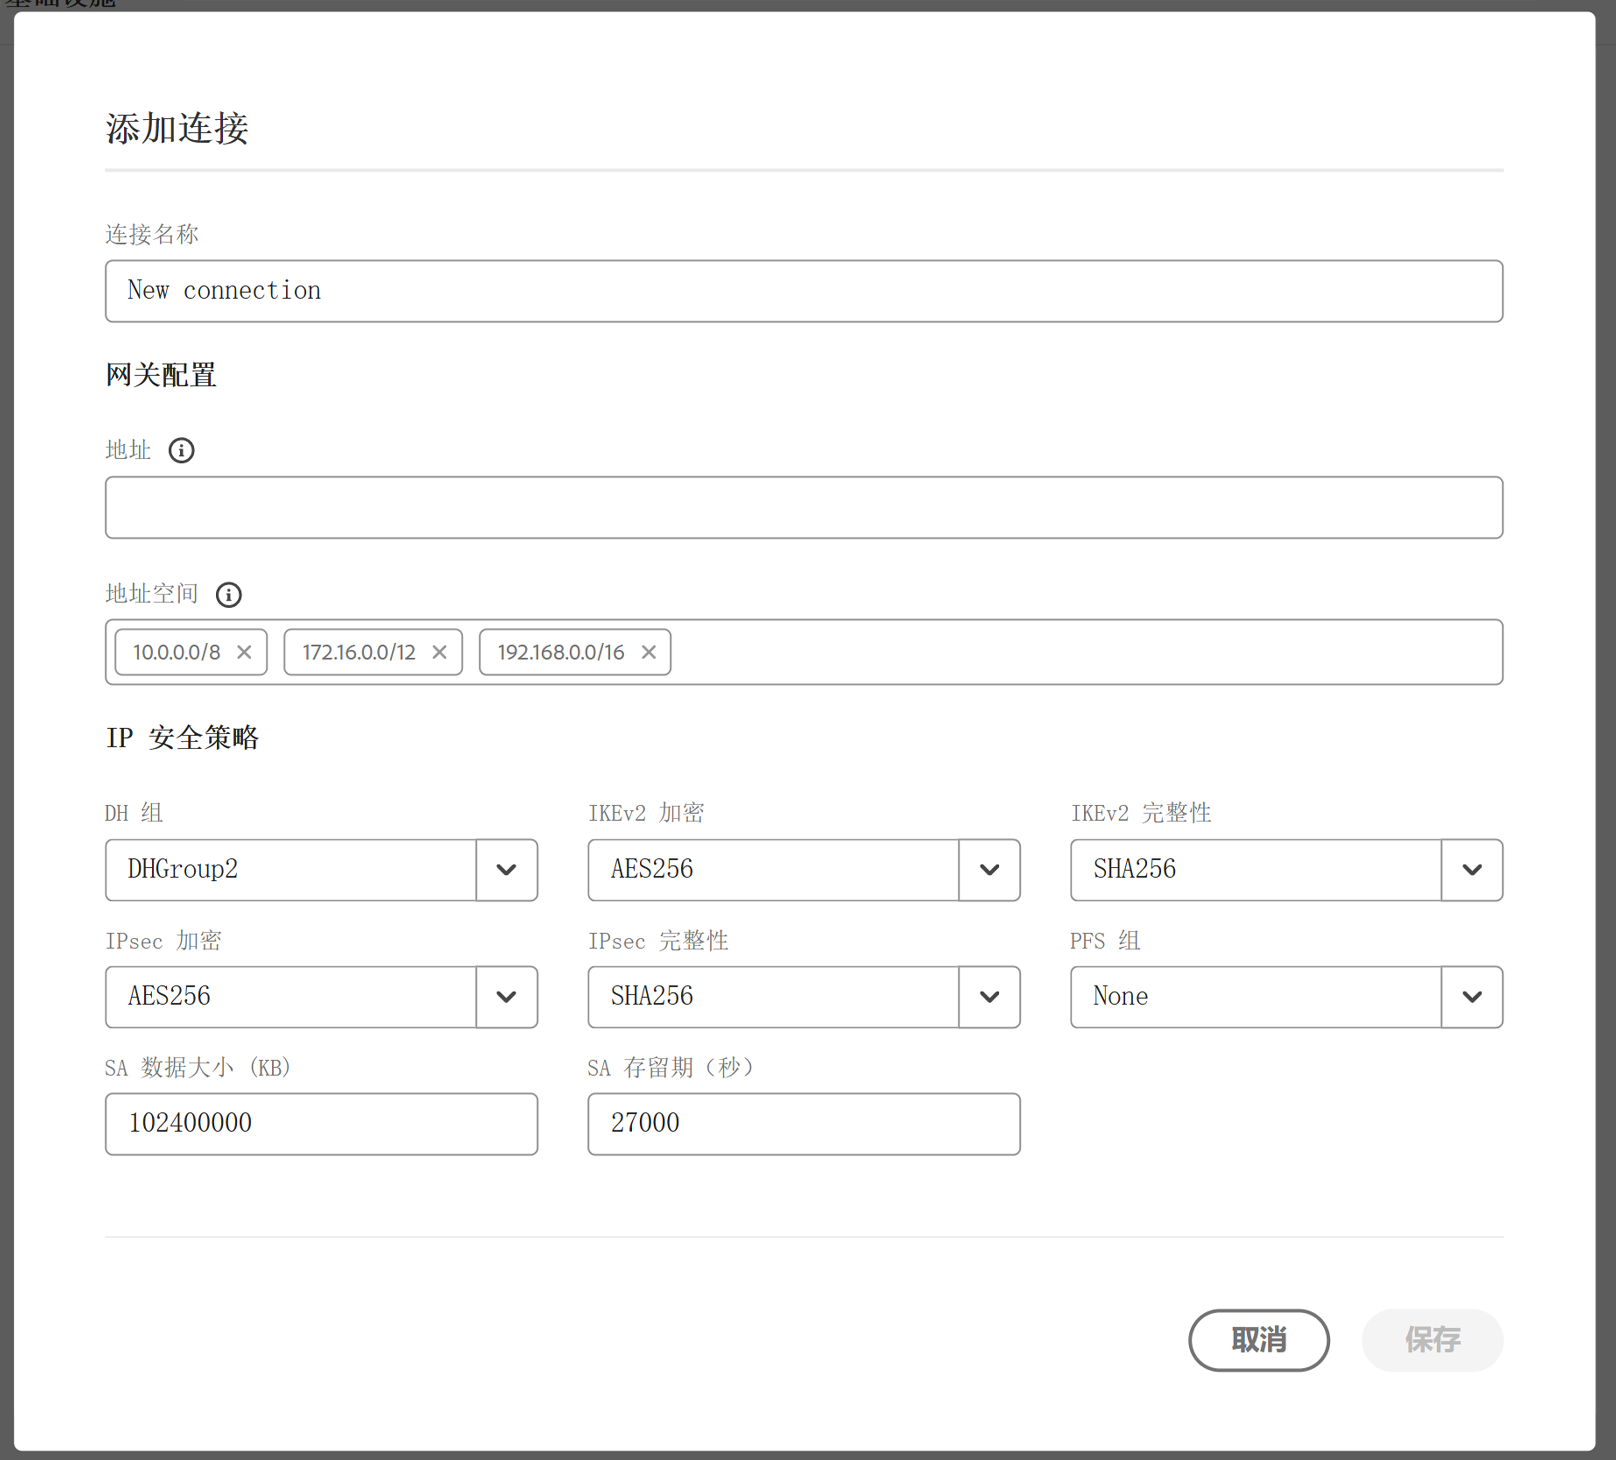 添加连接
连接名称
New connection
网关配置
地址
地址空间
10.0.0.0/8 172.16.0.0/12 192.168.0.0/16
IP 安全策略
DH 组 IKEv2 加密 IKEv2 完整性
DHGroup2 AES256 SHA256
IPsec 加密 IPsec 完整性 PFS 组
AES256 SHA256 None
SA 数据大小 (KB) SA 存留期（秒）
102400000 27000
取消 保存